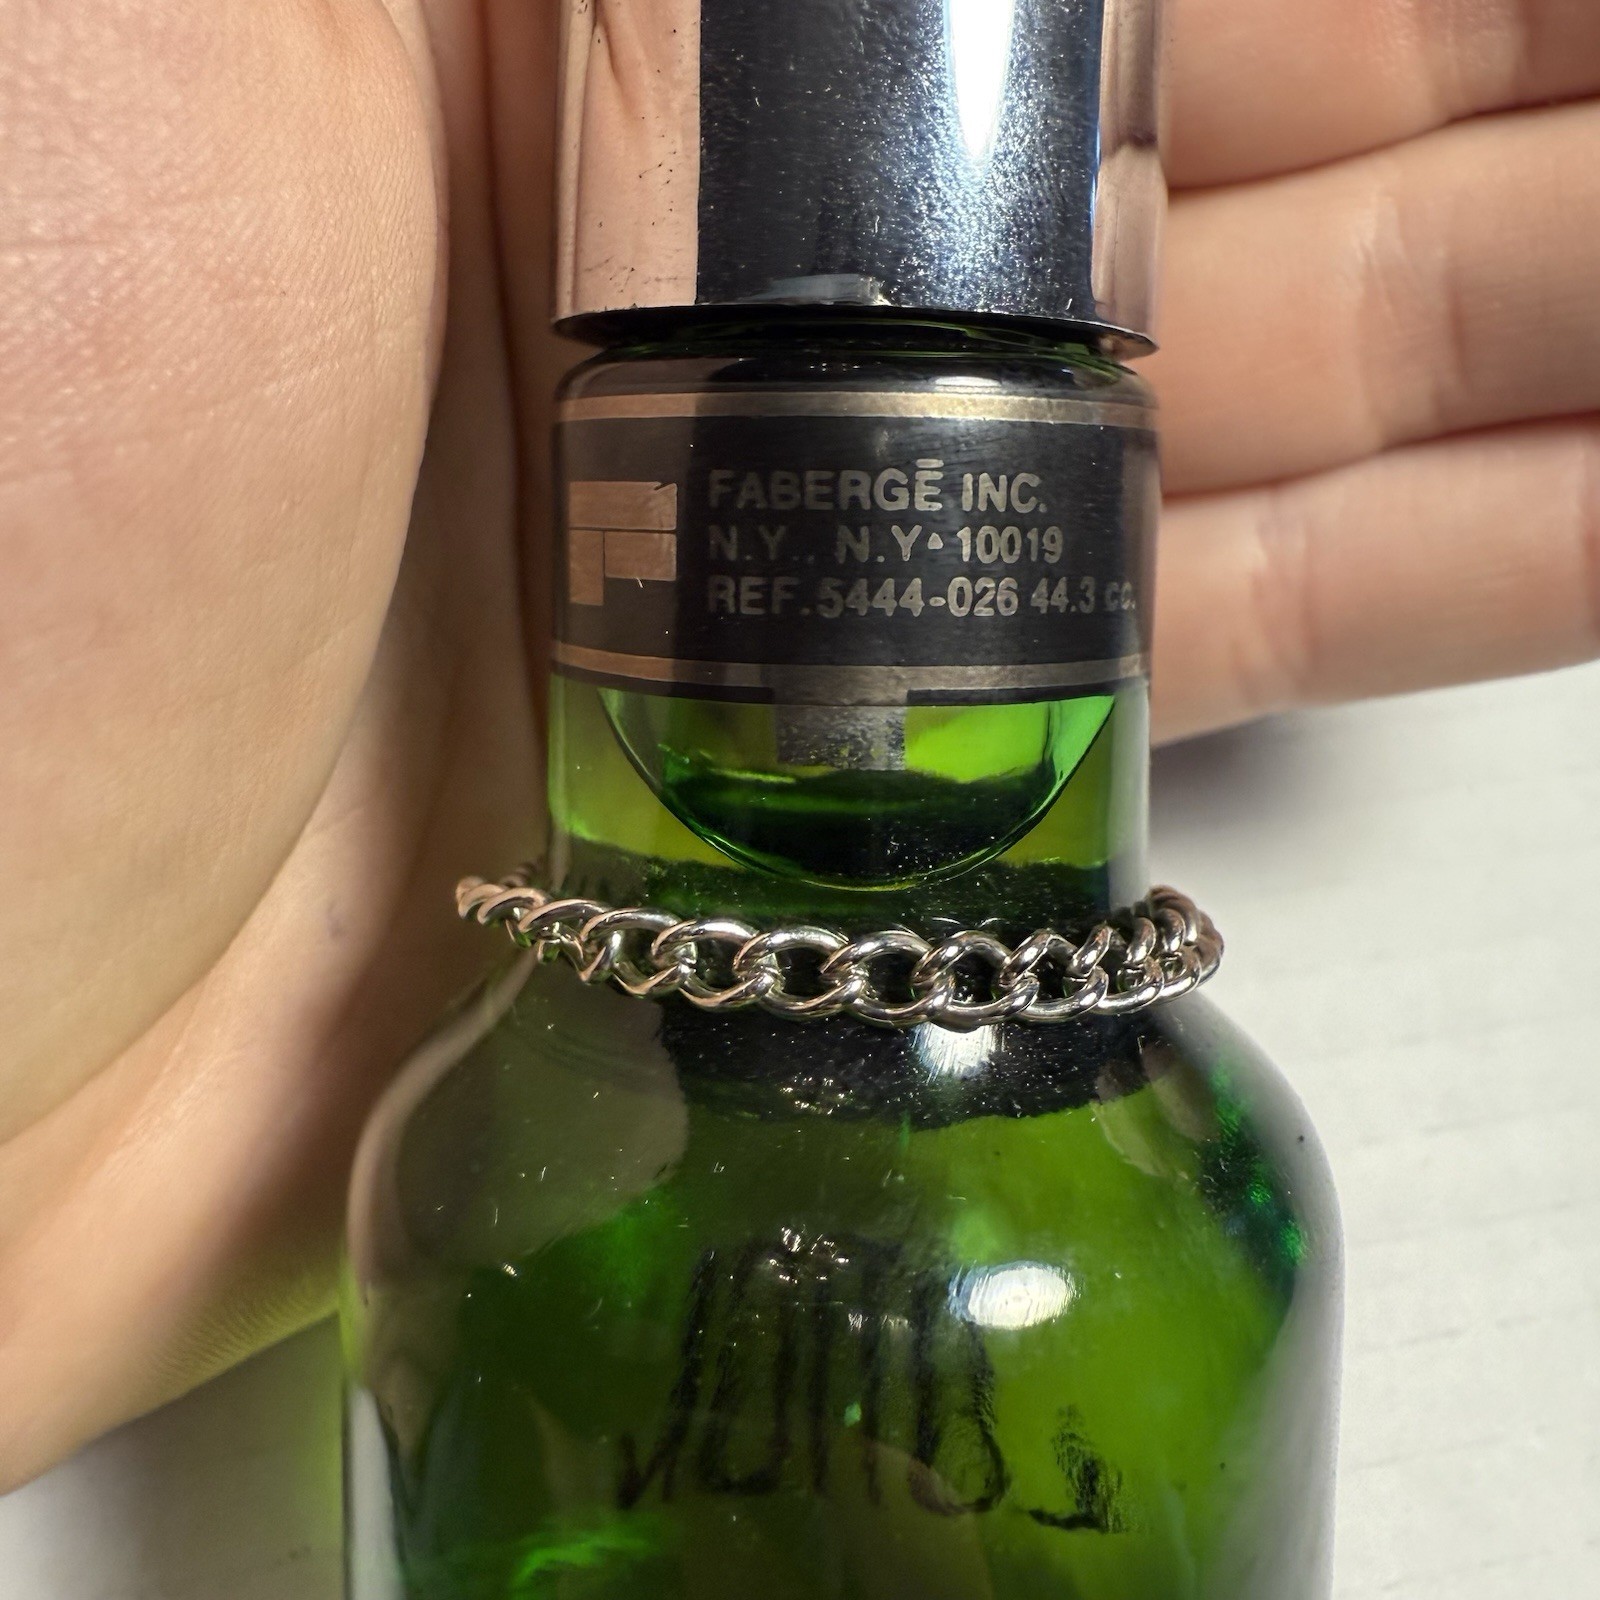 FABERGĒ INC.
N.Y., N.Y. 10019
REF. 5444-026 44.3 cc.